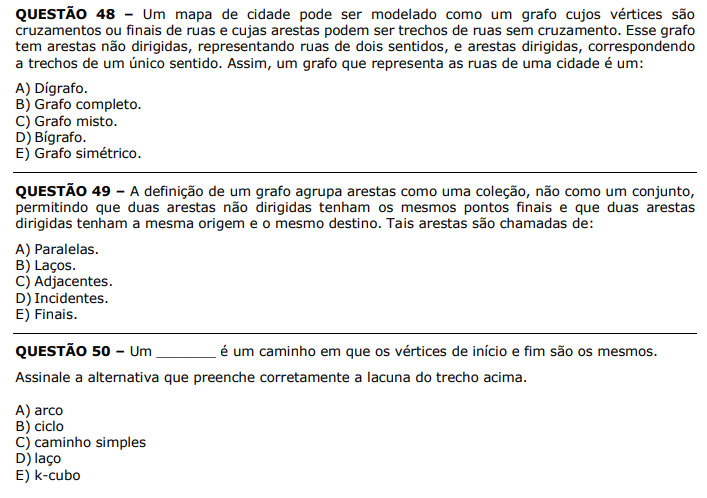 QUESTÃO 48 – Um mapa de cidade pode ser modelado como um grafo cujos vértices são
cruzamentos ou finais de ruas e cujas arestas podem ser trechos de ruas sem cruzamento. Esse grafo
tem arestas não dirigidas, representando ruas de dois sentidos, e arestas dirigidas, correspondendo
a trechos de um único sentido. Assim, um grafo que representa as ruas de uma cidade é um:
A) Dígrafo.
B) Grafo completo.
C) Grafo misto.
D) Bígrafo.
E) Grafo simétrico.
QUESTÃO 49 – A definição de um grafo agrupa arestas como uma coleção, não como um conjunto,
permitindo que duas arestas não dirigidas tenham os mesmos pontos finais e que duas arestas
dirigidas tenham a mesma origem e o mesmo destino. Tais arestas são chamadas de:
A) Paralelas.
B) Laços.
C) Adjacentes.
D) Incidentes.
E) Finais.
QUESTÃO 50 – Um ________ é um caminho em que os vértices de início e fim são os mesmos.
Assinale a alternativa que preenche corretamente a lacuna do trecho acima.
A) arco
B) ciclo
C) caminho simples
D) laço
E) k-cubo